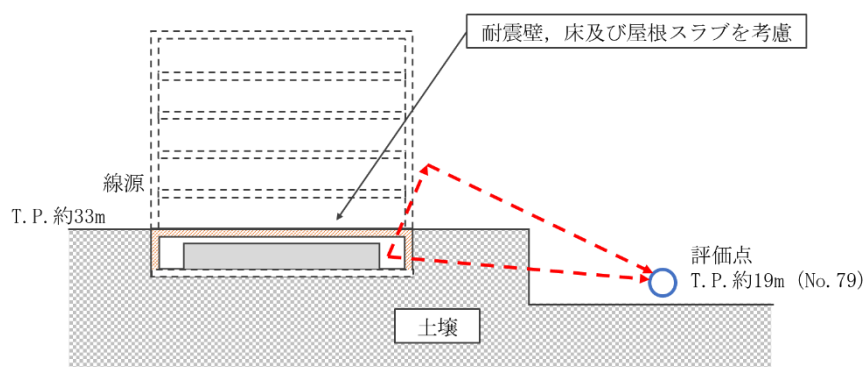 耐震壁，床及び屋根スラブを考慮
線源
T.P.約33m
評価点
T.P.約19m (No.79)
土壌